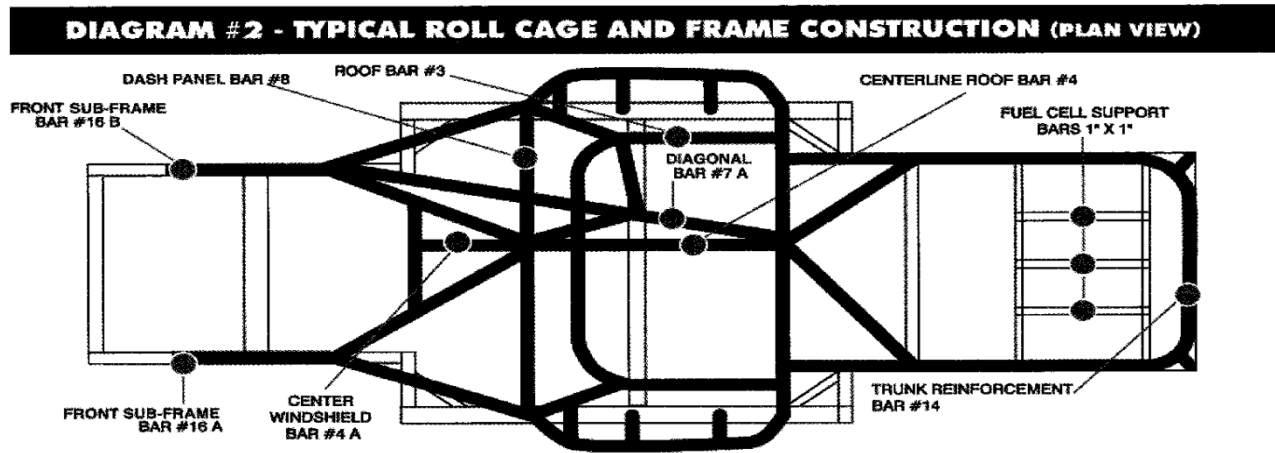 DIAGRAM #2 - TYPICAL ROLL CAGE AND FRAME CONSTRUCTION (PLAN VIEW)
DASH PANEL BAR #8
ROOF BAR #3
CENTERLINE ROOF BAR #4
FRONT SUB-FRAME
BAR #16 B
FUEL CELL SUPPORT
BARS 1" X 1"
DIAGONAL
BAR #7 A
FRONT SUB-FRAME
BAR #16 A
CENTER
WINDSHIELD
BAR #4 A
TRUNK REINFORCEMENT
BAR #14